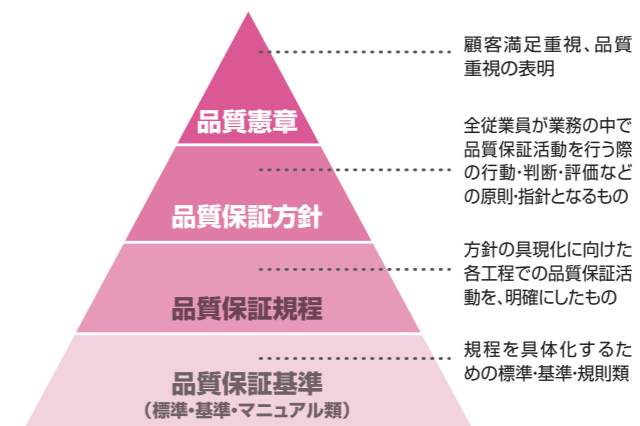 顧客満足重視、品質
重視の表明
品質憲章
全従業員が業務の中で
品質保証活動を行う際
の行動・判断・評価など
の原則・指針となるもの
品質保証方針
方針の具現化に向けた
各工程での品質保証活
動を、明確にしたもの
品質保証規程
規程を具体化するた
めの標準・基準・規則類
品質保証基準
(標準・基準・マニュアル類)